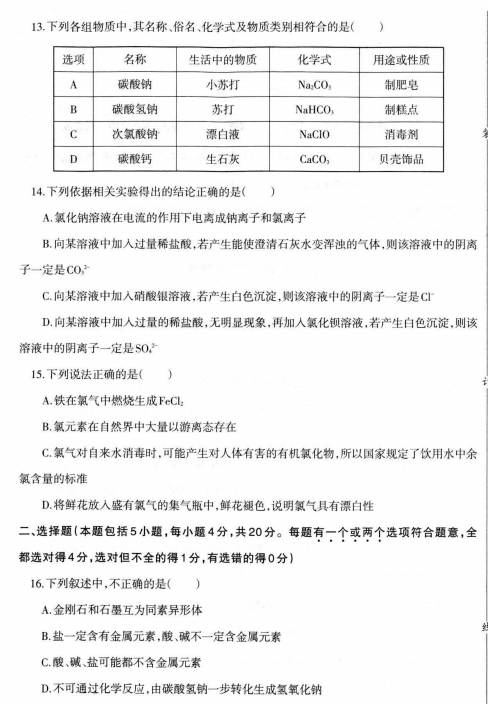 13.下列各组物质中,其名称、俗名、化学式及物质类别相符合的是(　　)
选项 名称 生活中的物质 化学式 用途或性质
A 碳酸钠 小苏打 Na₂CO₃ 制肥皂
B 碳酸氢钠 苏打 NaHCO₃ 制糕点
C 次氯酸钠 漂白液 NaClO 消毒剂
D 碳酸钙 生石灰 CaCO₃ 贝壳饰品
14.下列依据相关实验得出的结论正确的是(　　)
A.氯化钠溶液在电流的作用下电离成钠离子和氯离子
B.向某溶液中加入过量稀盐酸,若产生能使澄清石灰水变浑浊的气体,则该溶液中的阴离
子一定是CO₃²⁻
C.向某溶液中加入硝酸银溶液,若产生白色沉淀,则该溶液中的阴离子一定是Cl⁻
D.向某溶液中加入过量的稀盐酸,无明显现象,再加入氯化钡溶液,若产生白色沉淀,则该
溶液中的阴离子一定是SO₄²⁻
15.下列说法正确的是(　　)
A.铁在氯气中燃烧生成FeCl₂
B.氯元素在自然界中大量以游离态存在
C.氯气对自来水消毒时,可能产生对人体有害的有机氯化物,所以国家规定了饮用水中余
氯含量的标准
D.将鲜花放入盛有氯气的集气瓶中,鲜花褪色,说明氯气具有漂白性
二、选择题(本题包括5小题,每小题4分,共20分。每题有一个或两个选项符合题意,全
都选对得4分,选对但不全的得1分,有选错的得0分)
16.下列叙述中,不正确的是(　　)
A.金刚石和石墨互为同素异形体
B.盐一定含有金属元素,酸、碱不一定含金属元素
C.酸、碱、盐可能都不含金属元素
D.不可通过化学反应,由碳酸氢钠一步转化生成氢氧化钠